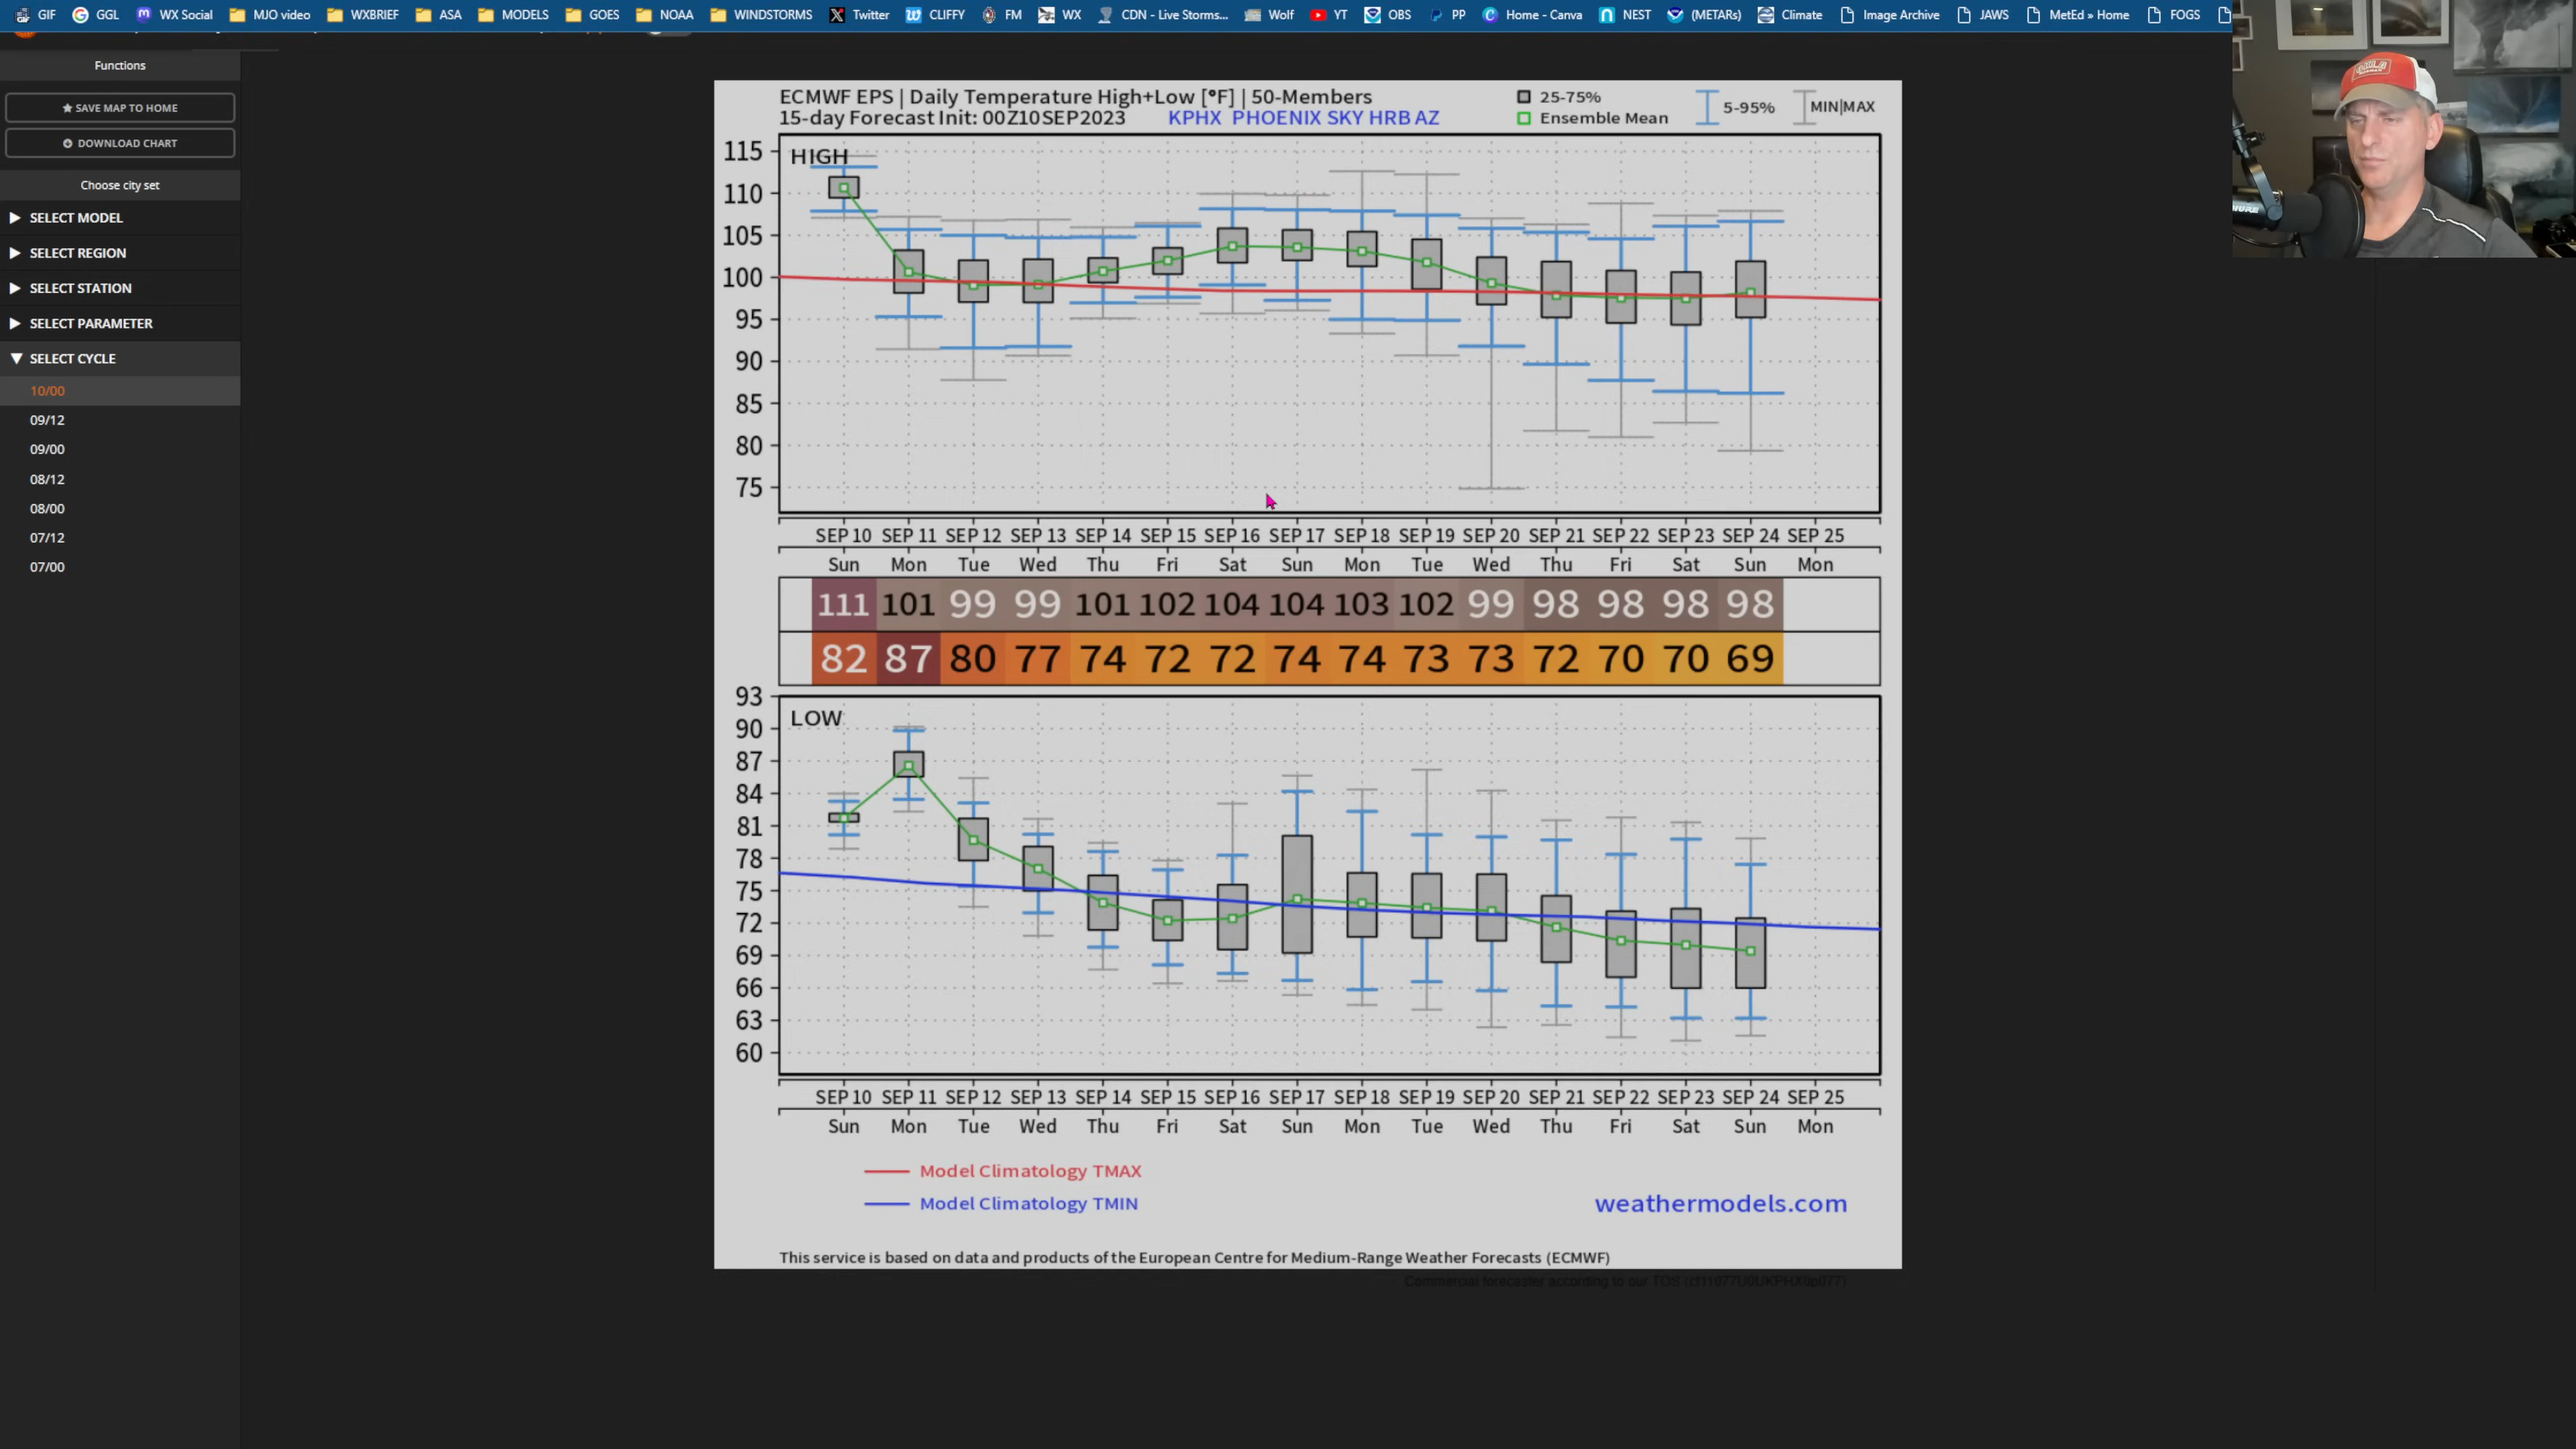 GIF GGL WX Social MJO video WXBRIEF ASA MODELS GOES NOAA WINDSTORMS Twitter CLIFFY FM WX CDN - Live Storms... Wolf YT OBS PP Home - Canva NEST (METARs) Climate Image Archive JAWS MetEd » Home FOGS
Functions
SAVE MAP TO HOME
DOWNLOAD CHART
Choose city set
SELECT MODEL
SELECT REGION
SELECT STATION
SELECT PARAMETER
SELECT CYCLE
10/00
09/12
09/00
08/12
08/00
07/12
07/00
ECMWF EPS | Daily Temperature High+Low [°F] | 50-Members
15-day Forecast Init: 00Z10SEP2023 KPHX PHOENIX SKY HRB AZ
25-75%
Ensemble Mean
5-95%
MIN|MAX
HIGH
115
110
105
100
95
90
85
80
75
SEP 10 SEP 11 SEP 12 SEP 13 SEP 14 SEP 15 SEP 16 SEP 17 SEP 18 SEP 19 SEP 20 SEP 21 SEP 22 SEP 23 SEP 24 SEP 25
Sun Mon Tue Wed Thu Fri Sat Sun Mon Tue Wed Thu Fri Sat Sun Mon
111 101 99 99 101 102 104 104 103 102 99 98 98 98 98
82 87 80 77 74 72 72 74 74 73 73 72 70 70 69
LOW
93
90
87
84
81
78
75
72
69
66
63
60
SEP 10 SEP 11 SEP 12 SEP 13 SEP 14 SEP 15 SEP 16 SEP 17 SEP 18 SEP 19 SEP 20 SEP 21 SEP 22 SEP 23 SEP 24 SEP 25
Sun Mon Tue Wed Thu Fri Sat Sun Mon Tue Wed Thu Fri Sat Sun Mon
Model Climatology TMAX
Model Climatology TMIN
weathermodels.com
This service is based on data and products of the European Centre for Medium-Range Weather Forecasts (ECMWF)
Commercial forecaster according to our TOS